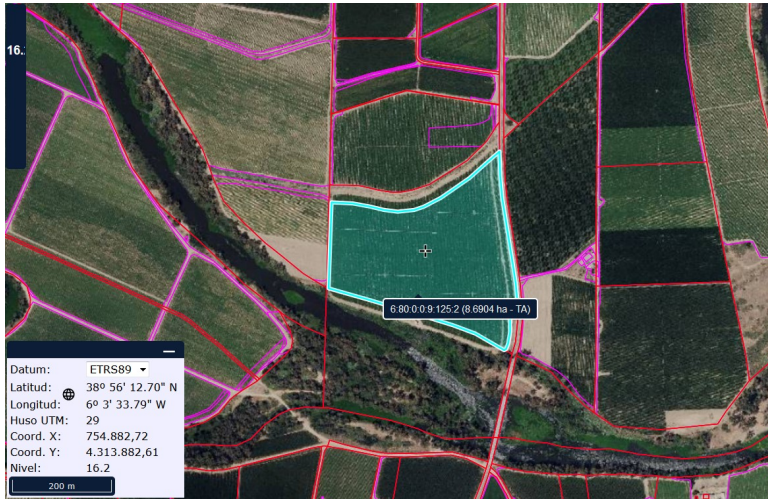 16.
6:80:0:0:9:125:2 (8.6904 ha - TA)
Datum: ETRS89
Latitud: 38º 56' 12.70" N
Longitud: 6º 3' 33.79" W
Huso UTM: 29
Coord. X: 754.882,72
Coord. Y: 4.313.882,61
Nivel: 16.2
200 m